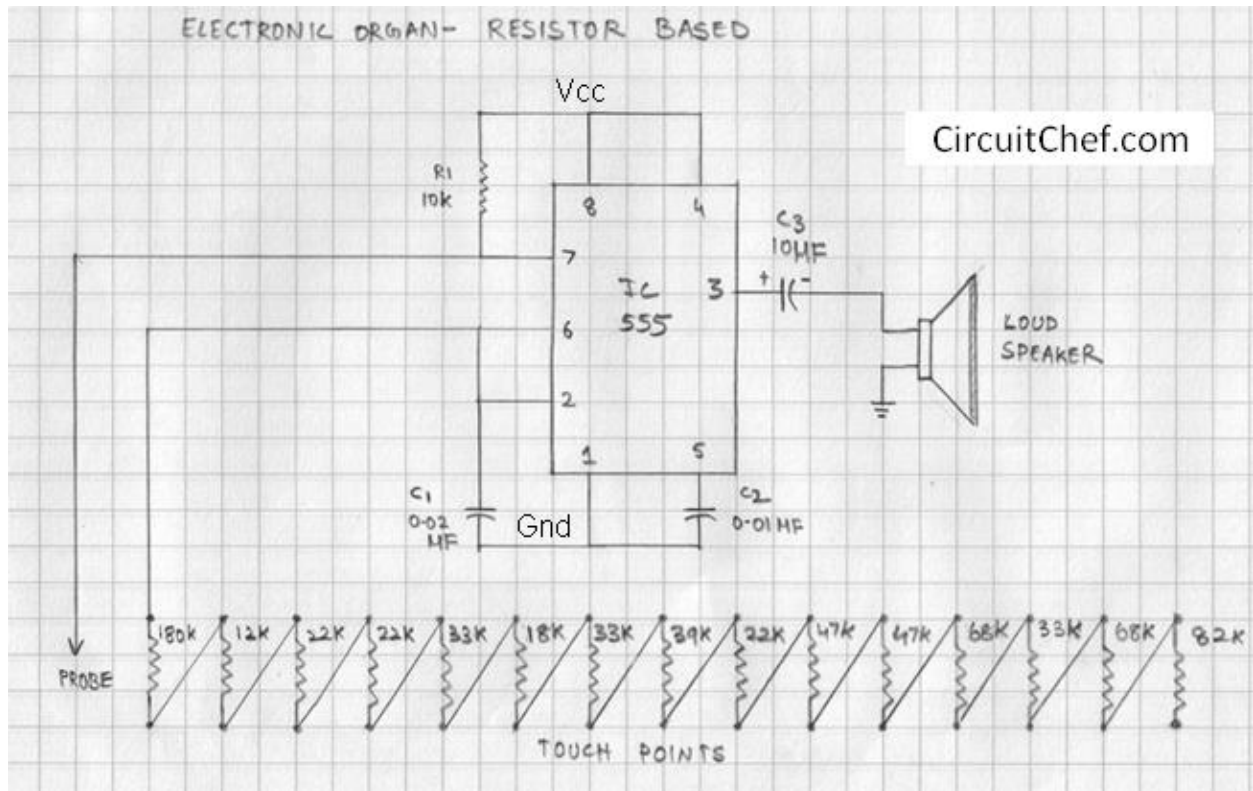 ELECTRONIC ORGAN- RESISTOR BASED
Vcc
CircuitChef.com
R1
10k
8
4
C3
10MF
7
+
-
IC
555
3
6
LOUD
SPEAKER
2
1
5
C1
0.02
MF
Gnd
C2
0.01MF
180k 12k 22k 22k 33k 18k 33k 39k 22k 47k 47k 68k 33k 68k 82k
PROBE
TOUCH POINTS